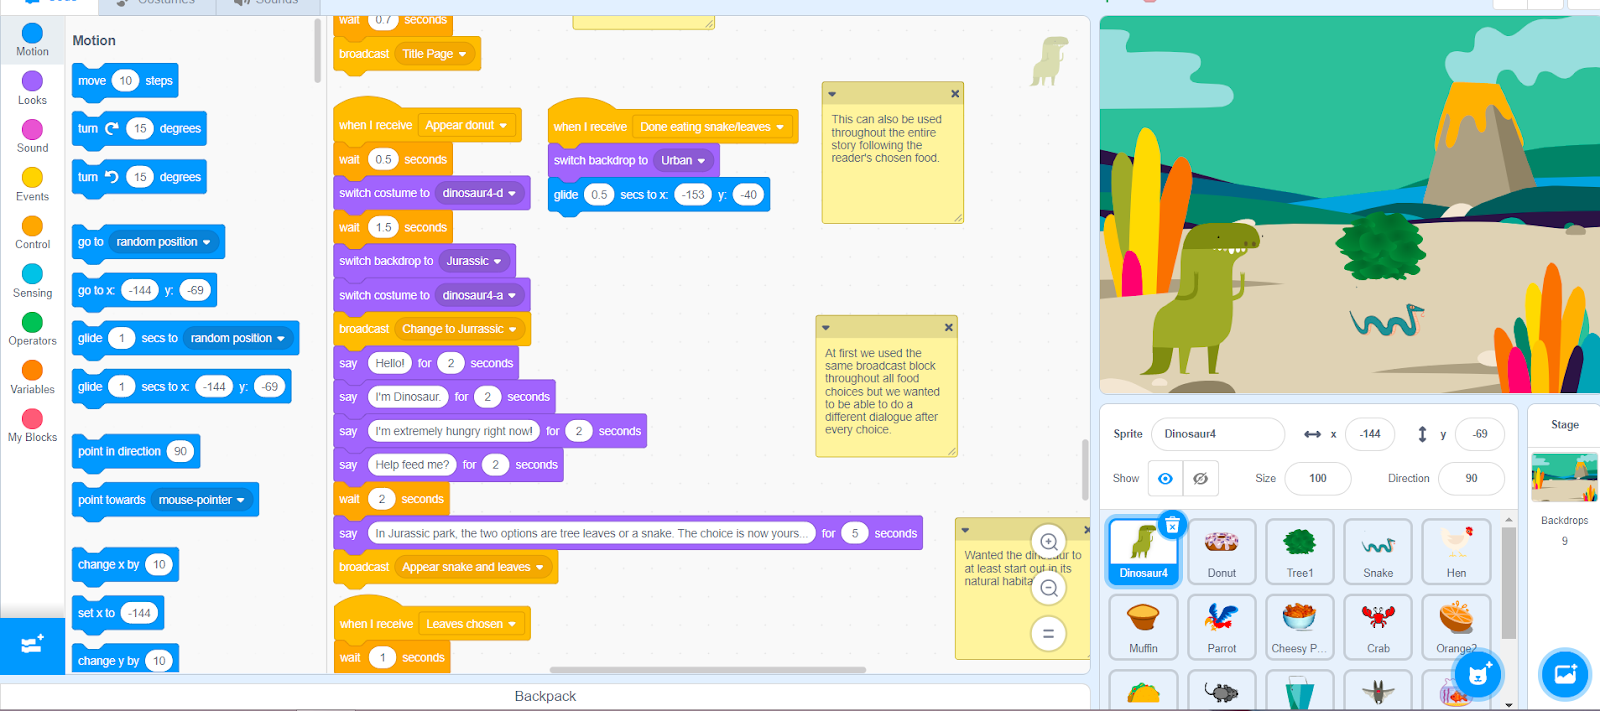 Code
Costumes
Sounds
Motion
Looks
Sound
Events
Control
Sensing
Operators
Variables
My Blocks
Motion
move 10 steps
turn 15 degrees
turn 15 degrees
go to random position
go to x: -144 y: -69
glide 1 secs to random position
glide 1 secs to x: -144 y: -69
point in direction 90
point towards mouse-pointer
change x by 10
set x to -144
change y by 10
wait 0.7 seconds
broadcast Title Page
when I receive Appear donut
wait 0.5 seconds
switch costume to dinosaur4-d
wait 1.5 seconds
switch backdrop to Jurassic
switch costume to dinosaur4-a
broadcast Change to Jurrassic
say Hello! for 2 seconds
say I'm Dinosaur. for 2 seconds
say I'm extremely hungry right now! for 2 seconds
say Help feed me? for 2 seconds
wait 2 seconds
say In Jurassic park, the two options are tree leaves or a snake. The choice is now yours... for 5 seconds
broadcast Appear snake and leaves
when I receive Leaves chosen
wait 1 seconds
when I receive Done eating snake/leaves
switch backdrop to Urban
glide 0.5 secs to x: -153 y: -40
This can also be used
throughout the entire
story following the
reader's chosen food.
At first we used the
same broadcast block
throughout all food
choices but we wanted
to be able to do a
different dialogue after
every choice.
Wanted the dinosaur to
at least start out in its
natural habita
Backpack
Sprite Dinosaur4 x -144 y -69
Show Size 100 Direction 90
Dinosaur4 Donut Tree1 Snake Hen
Muffin Parrot Cheesy P... Crab Orange2
Stage
Backdrops
9